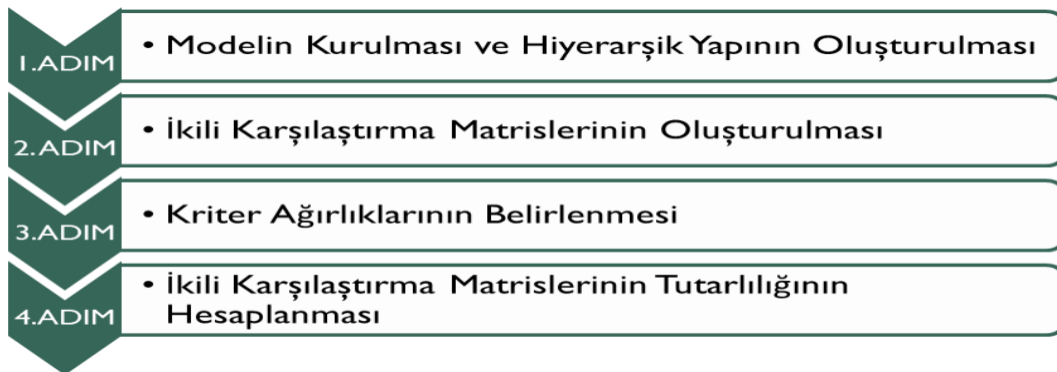 1.ADIM
• Modelin Kurulması ve Hiyerarşik Yapının Oluşturulması
2.ADIM
• İkili Karşılaştırma Matrislerinin Oluşturulması
3.ADIM
• Kriter Ağırlıklarının Belirlenmesi
4.ADIM
• İkili Karşılaştırma Matrislerinin Tutarlılığının
Hesaplanması